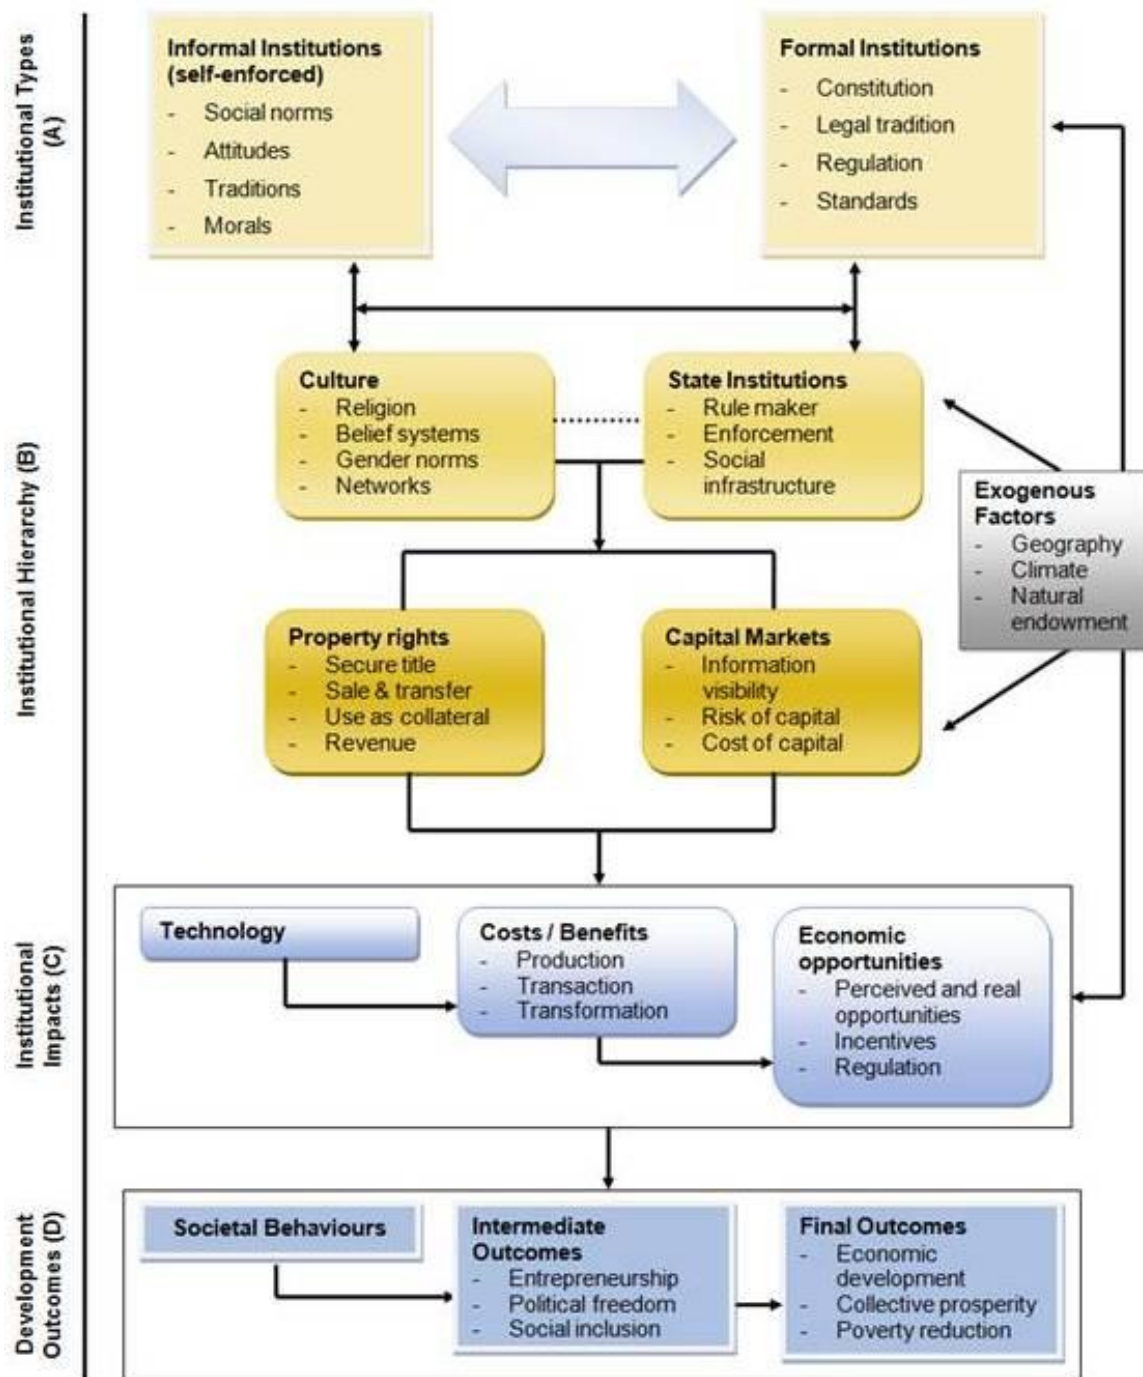 Institutional Types
(A)
Informal Institutions
(self-enforced)
- Social norms
- Attitudes
- Traditions
- Morals
Formal Institutions
- Constitution
- Legal tradition
- Regulation
- Standards
Institutional Hierarchy (B)
Culture
- Religion
- Belief systems
- Gender norms
- Networks
State Institutions
- Rule maker
- Enforcement
- Social
infrastructure
Exogenous
Factors
- Geography
- Climate
- Natural
endowment
Property rights
- Secure title
- Sale & transfer
- Use as collateral
- Revenue
Capital Markets
- Information
visibility
- Risk of capital
- Cost of capital
Institutional
Impacts (C)
Technology
Costs / Benefits
- Production
- Transaction
- Transformation
Economic
opportunities
- Perceived and real
opportunities
- Incentives
- Regulation
Development
Outcomes (D)
Societal Behaviours
Intermediate
Outcomes
- Entrepreneurship
- Political freedom
- Social inclusion
Final Outcomes
- Economic
development
- Collective prosperity
- Poverty reduction